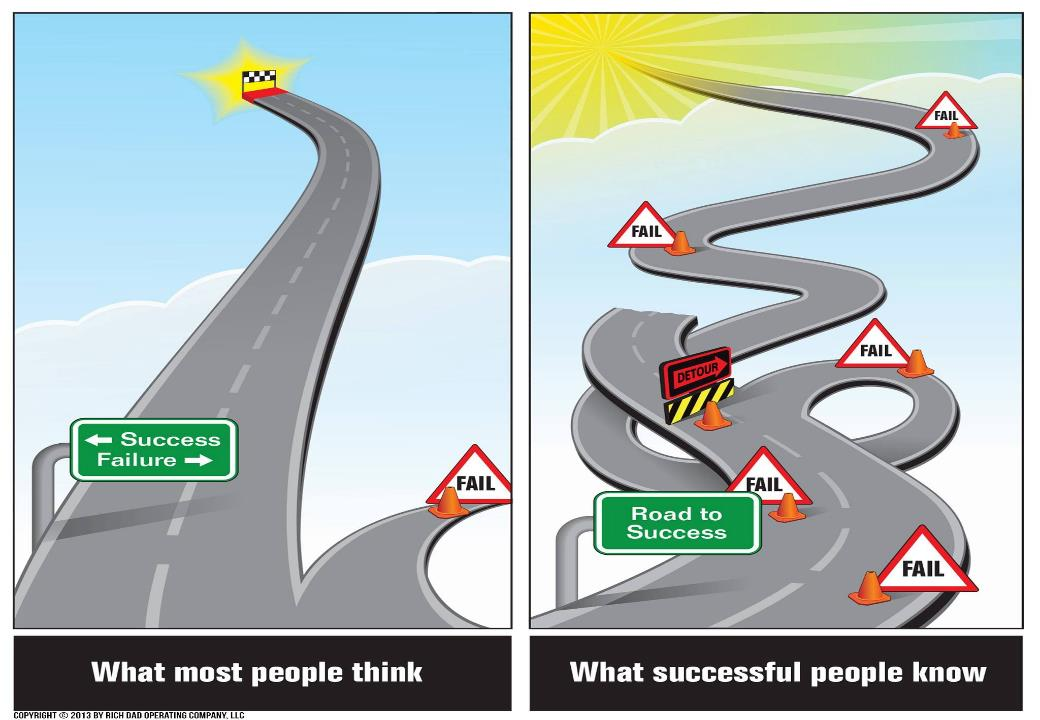 ← Success
Failure →
FAIL
What most people think
FAIL
FAIL
FAIL
DETOUR
FAIL
Road to
Success
FAIL
What successful people know
COPYRIGHT © 2013 BY RICH DAD OPERATING COMPANY, LLC